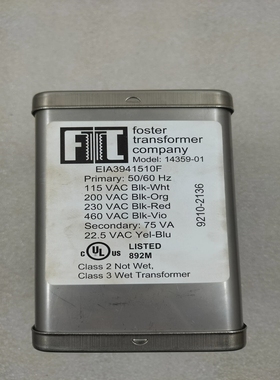 FTC
foster
transformer
company
Model: 14359-01
EIA3941510F
Primary: 50/60 Hz
115 VAC Blk-Wht
200 VAC Blk-Org
230 VAC Blk-Red
460 VAC Blk-Vio
Secondary: 75 VA
22.5 VAC Yel-Blu
C UL US LISTED
892M
Class 2 Not Wet,
Class 3 Wet Transformer
9210-2136